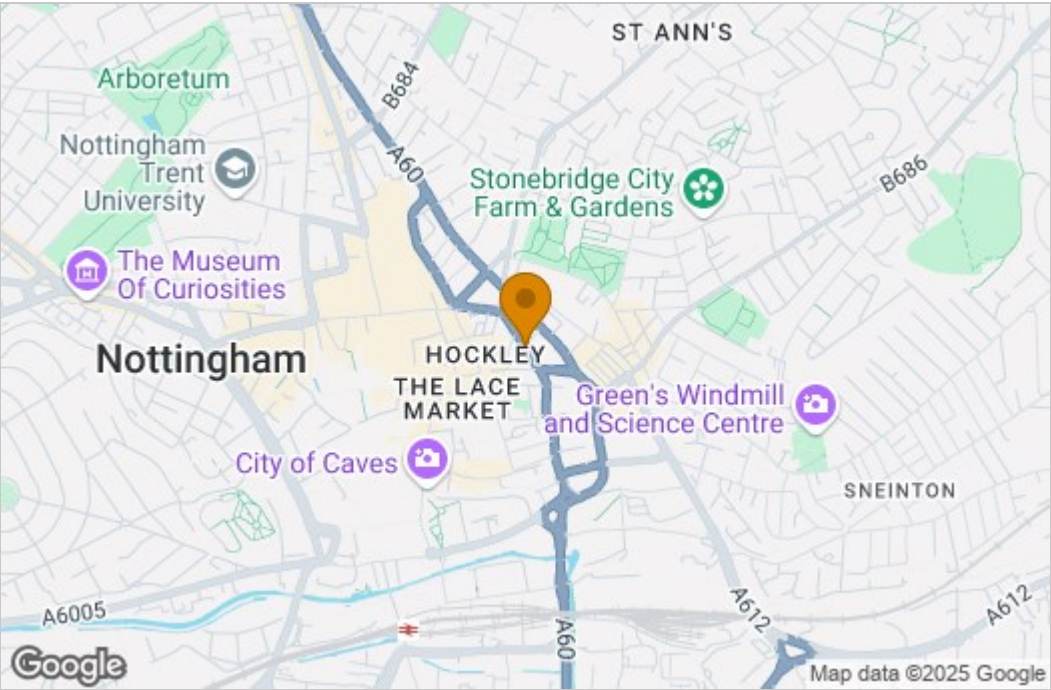 ST ANN'S
Arboretum
B684
Nottingham
Trent
University
A60
Stonebridge City
Farm & Gardens
B686
The Museum
Of Curiosities
Nottingham
HOCKLEY
THE LACE
MARKET
Green's Windmill
and Science Centre
City of Caves
SNEINTON
A6005
A60
A612
A612
Google
Map data ©2025 Google